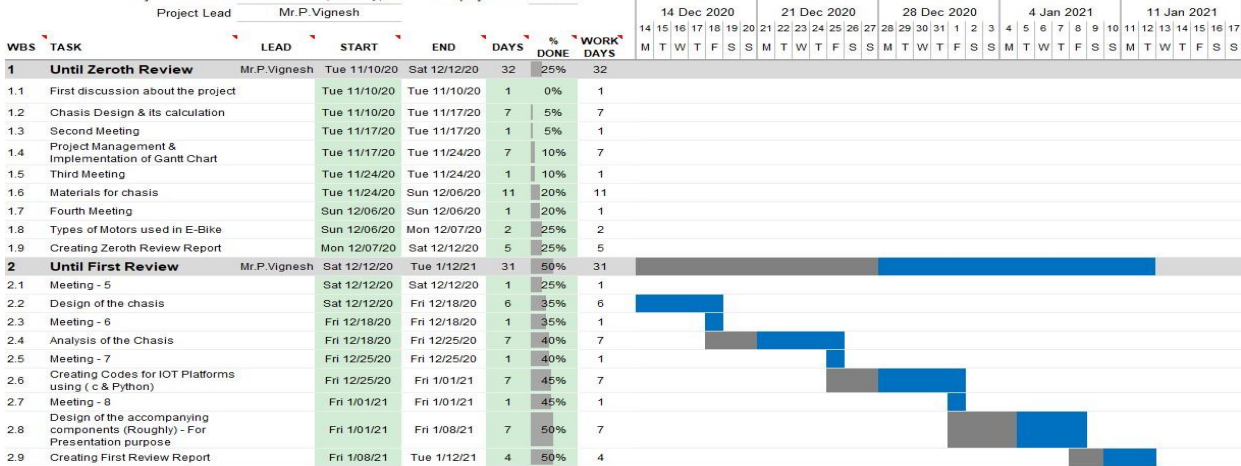 Project Lead Mr.P.Vignesh
14 Dec 2020 21 Dec 2020 28 Dec 2020 4 Jan 2021 11 Jan 2021
14 15 16 17 18 19 20 21 22 23 24 25 26 27 28 29 30 31 1 2 3 4 5 6 7 8 9 10 11 12 13 14 15 16 17
WBS TASK LEAD START END DAYS % DONE WORK DAYS M T W T F S S M T W T F S S M T W T F S S M T W T F S S M T W T F S S
1 Until Zeroth Review Mr.P.Vignesh Tue 11/10/20 Sat 12/12/20 32 25% 32
1.1 First discussion about the project Tue 11/10/20 Tue 11/10/20 1 0% 1
1.2 Chasis Design & its calculation Tue 11/10/20 Tue 11/17/20 7 5% 7
1.3 Second Meeting Tue 11/17/20 Tue 11/17/20 1 5% 1
1.4 Project Management &
Implementation of Gantt Chart Tue 11/17/20 Tue 11/24/20 7 10% 7
1.5 Third Meeting Tue 11/24/20 Tue 11/24/20 1 10% 1
1.6 Materials for chasis Tue 11/24/20 Sun 12/06/20 11 20% 11
1.7 Fourth Meeting Sun 12/06/20 Sun 12/06/20 1 20% 1
1.8 Types of Motors used in E-Bike Sun 12/06/20 Mon 12/07/20 2 25% 2
1.9 Creating Zeroth Review Report Mon 12/07/20 Sat 12/12/20 5 25% 5
2 Until First Review Mr.P.Vignesh Sat 12/12/20 Tue 1/12/21 31 50% 31
2.1 Meeting - 5 Sat 12/12/20 Sat 12/12/20 1 25% 1
2.2 Design of the chasis Sat 12/12/20 Fri 12/18/20 6 35% 6
2.3 Meeting - 6 Fri 12/18/20 Fri 12/18/20 1 35% 1
2.4 Analysis of the Chasis Fri 12/18/20 Fri 12/25/20 7 40% 7
2.5 Meeting - 7 Fri 12/25/20 Fri 12/25/20 1 40% 1
2.6 Creating Codes for IOT Platforms
using ( c & Python) Fri 12/25/20 Fri 1/01/21 7 45% 7
2.7 Meeting - 8 Fri 1/01/21 Fri 1/01/21 1 45% 1
2.8 Design of the accompanying
components (Roughly) - For
Presentation purpose Fri 1/01/21 Fri 1/08/21 7 50% 7
2.9 Creating First Review Report Fri 1/08/21 Tue 1/12/21 4 50% 4